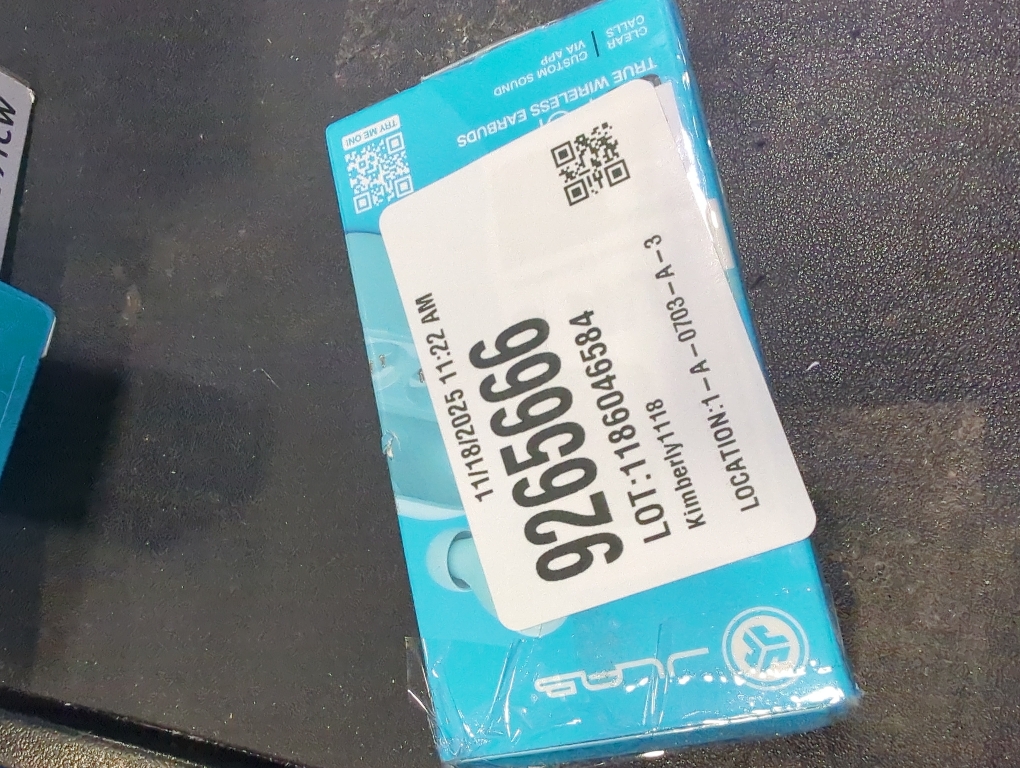 11/18/2025 11:22 AM
9265666
LOT:1186046584
Kimberly1118
LOCATION:1-A-0703-A-3
JLAB
TRUE WIRELESS EARBUDS
CUSTOM SOUND
VIA APP
CLEAR
CALLS
TRY ME ON!